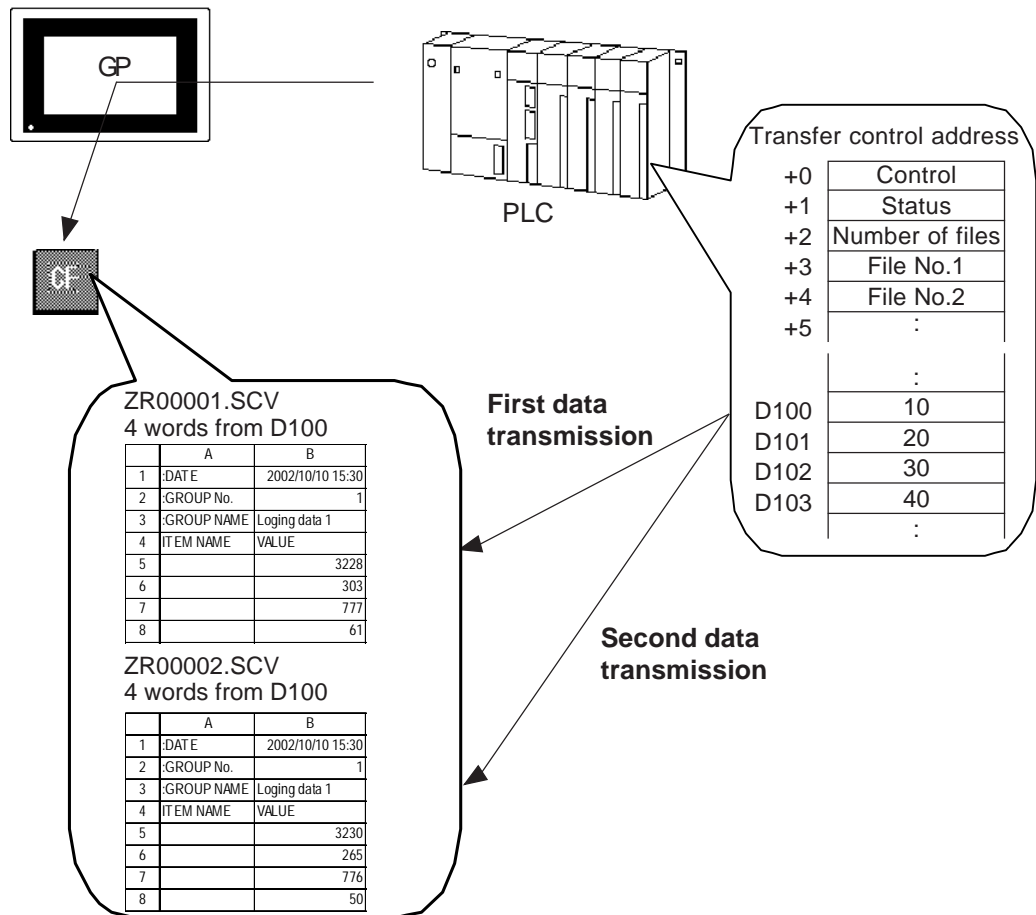 GP
PLC
CF
Transfer control address
+0 Control
+1 Status
+2 Number of files
+3 File No.1
+4 File No.2
+5 :
:
D100 10
D101 20
D102 30
D103 40
:
First data
transmission
Second data
transmission
ZR00001.SCV
4 words from D100
A B
1 :DATE 2002/10/10 15:30
2 :GROUP No. 1
3 :GROUP NAME Loging data 1
4 ITEM NAME VALUE
5 3228
6 303
7 777
8 61
ZR00002.SCV
4 words from D100
A B
1 :DATE 2002/10/10 15:30
2 :GROUP No. 1
3 :GROUP NAME Loging data 1
4 ITEM NAME VALUE
5 3230
6 265
7 776
8 50